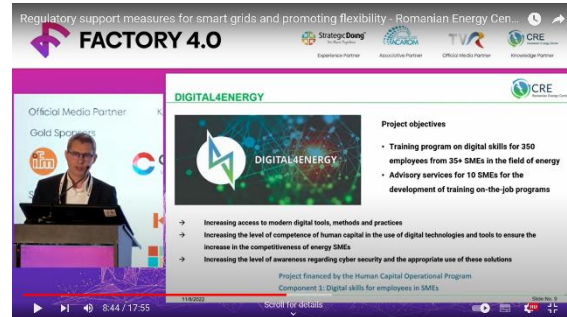 Regulatory support measures for smart grids and promoting flexibility - Romanian Energy Cen...
FACTORY 4.0
StrategicDoing
ACAROM
TV
CRE
Experience Partner
Associative Partner
Official Media Partner
Knowledge Partner
Official Media Partner
K
Gold Sponsors
ifm
C
S
CRE
DIGITAL4ENERGY
DIGITAL4ENERGY
Project objectives
• Training program on digital skills for 350
employees from 35+ SMEs in the field of energy
• Advisory services for 10 SMEs for the
development of training on-the-job programs
→ Increasing access to modern digital tools, methods and practices
→ Increasing the level of competence of human capital in the use of digital technologies and tools to ensure the
increase in the competitiveness of energy SMEs
→ Increasing the level of awareness regarding cyber security and the appropriate use of these solutions
Project financed by the Human Capital Operational Program
Component 1: Digital skills for employees in SMEs
11/8/2022
Slide No. 9
8:44 / 17:55
Scroll for details